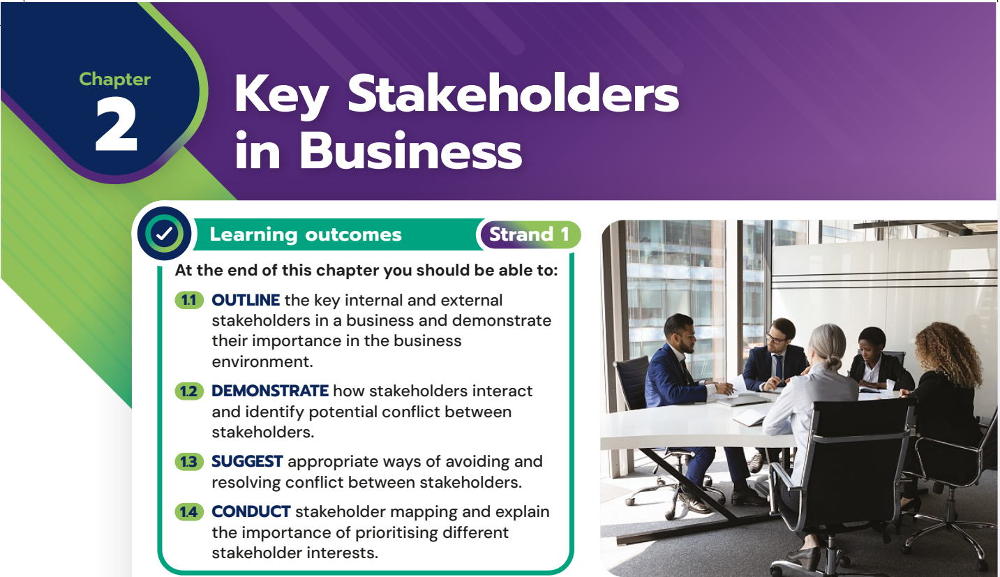 Chapter
2
Key Stakeholders
in Business
Learning outcomes
Strand 1
At the end of this chapter you should be able to:
1.1 OUTLINE the key internal and external
stakeholders in a business and demonstrate
their importance in the business
environment.
1.2 DEMONSTRATE how stakeholders interact
and identify potential conflict between
stakeholders.
1.3 SUGGEST appropriate ways of avoiding and
resolving conflict between stakeholders.
1.4 CONDUCT stakeholder mapping and explain
the importance of prioritising different
stakeholder interests.